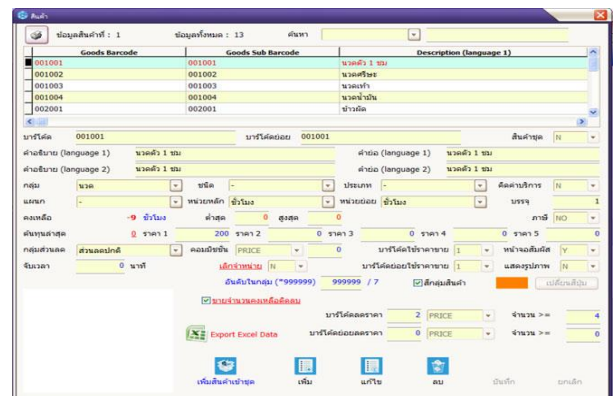 สินค้า
ข้อมูลสินค้าที่ : 1 ข้อมูลทั้งหมด : 13 ค้นหา
Goods Barcode Goods Sub Barcode Description (language 1)
001001 001001 นวดตัว 1 ชม
001002 001002 นวดศรีษะ
001003 001003 นวดเท้า
001004 001004 นวดน้ำมัน
002001 002001 ข้าวผัด
บาร์โค้ด 001001 บาร์โค้ดย่อย 001001 สินค้าชุด N
คำอธิบาย (language 1) นวดตัว 1 ชม คำย่อ (language 1) นวดตัว 1 ชม
คำอธิบาย (language 2) นวดตัว 1 ชม คำย่อ (language 2) นวดตัว 1 ชม
กลุ่ม นวด ชนิด - ประเภท - คิดค่าบริการ N
แผนก - หน่วยหลัก ชั่วโมง หน่วยย่อย ชั่วโมง บรรจุ 1
คงเหลือ -9 ชั่วโมง ต่ำสุด 0 สูงสุด 0 ภาษี NO
ต้นทุนล่าสุด 0 ราคา 1 200 ราคา 2 0 ราคา 3 0 ราคา 4 0 ราคา 5 0
กลุ่มส่วนลด ส่วนลดปกติ คอมมิชชั่น PRICE 0 บาร์โค้ดใช้ราคาขาย 1 หน้าจอสัมผัส Y
จับเวลา 0 นาที เลิกจำหน่าย N บาร์โค้ดย่อยใช้ราคาขาย 1 แสดงรูปภาพ N
อันดับในกลุ่ม (*999999) 999999 / 7 สีกลุ่มสินค้า เปลี่ยนสีปุ่ม
ขายจำนวนคงเหลือติดลบ
บาร์โค้ดลดราคา 2 PRICE จำนวน >= 4
Export Excel Data บาร์โค้ดย่อยลดราคา 0 PRICE จำนวน >= 0
เพิ่มสินค้าเข้าชุด เพิ่ม แก้ไข ลบ บันทึก ยกเลิก